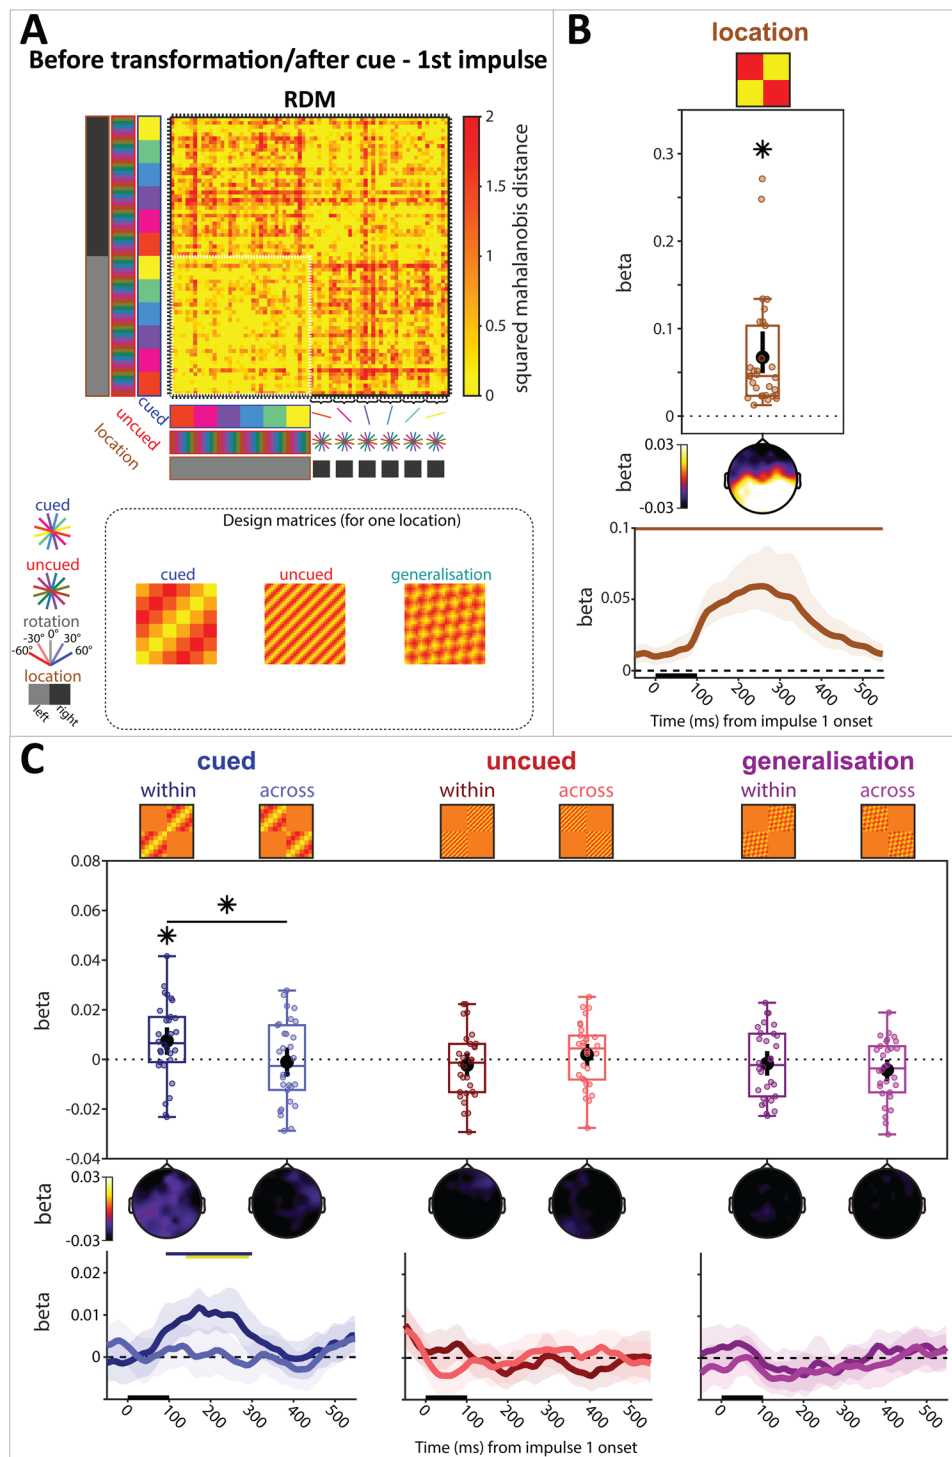 A
Before transformation/after cue - 1st impulse
RDM
2
1.5
1
0.5
0
squared mahalanobis distance
cued
uncued
location
cued
uncued
rotation
-60° -30° 0° 30° 60°
location
left right
Design matrices (for one location)
cued uncued generalisation
B
location
0.3
0.2
0.1
0
beta
0.03
-0.03
beta
0.1
0.05
0
beta
0 100 200 300 400 500
Time (ms) from impulse 1 onset
C
cued uncued generalisation
within across within across within across
0.08
0.06
0.04
0.02
0
-0.02
-0.04
beta
0.03
-0.03
beta
0.02
0.01
0
beta
0 100 200 300 400 500
0 100 200 300 400 500
0 100 200 300 400 500
Time (ms) from impulse 1 onset